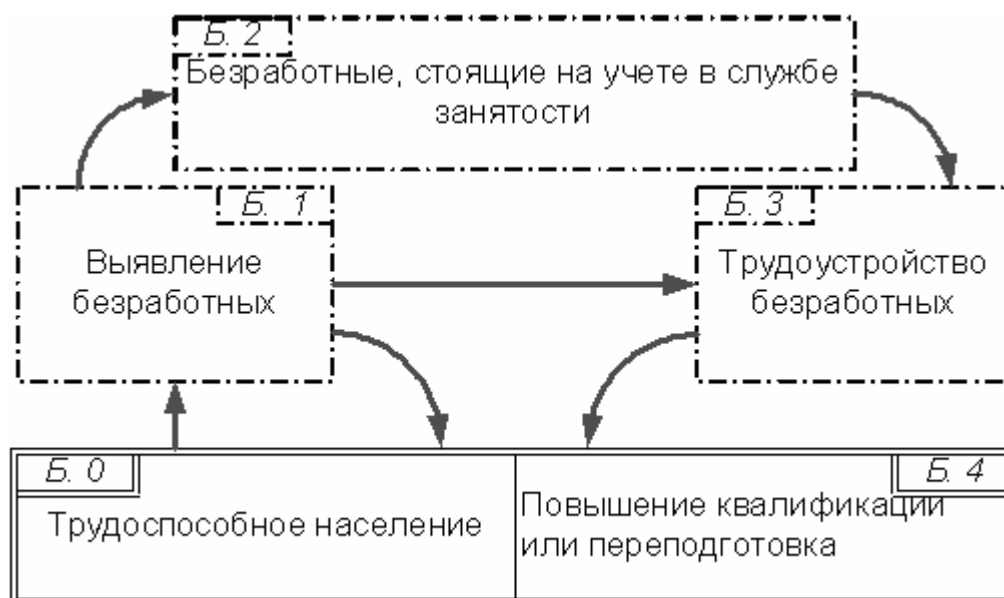 Б. 2
Безработные, стоящие на учете в службе
занятости
Б. 1
Выявление
безработных
Б. 3
Трудоустройство
безработных
Б. 0
Трудоспособное население
Б. 4
Повышение квалификации
или переподготовка